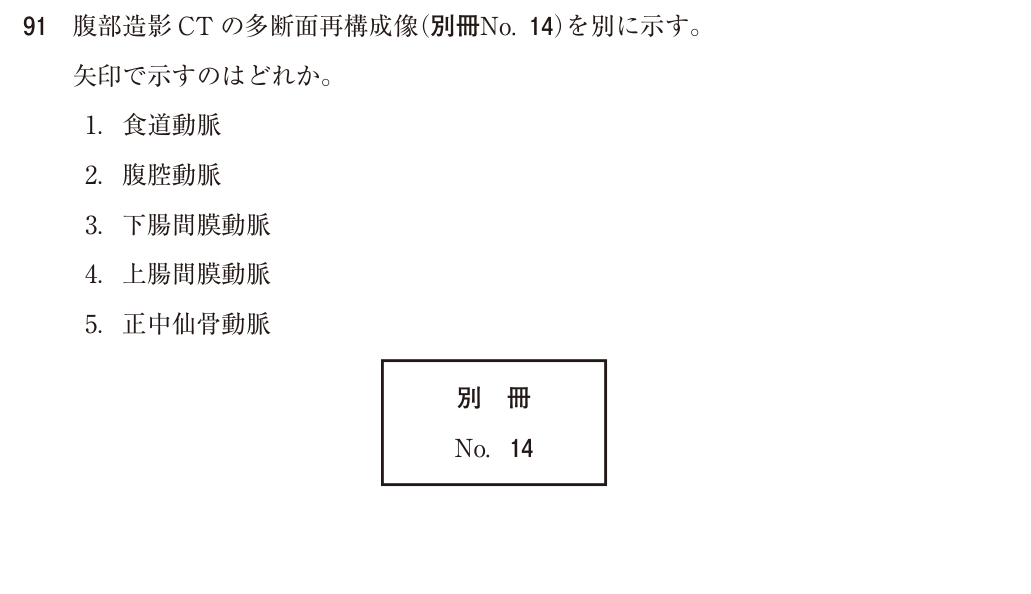 91 腹部造影 CT の多断面再構成像(別冊No. 14)を別に示す。
矢印で示すのはどれか。
1. 食道動脈
2. 腹腔動脈
3. 下腸間膜動脈
4. 上腸間膜動脈
5. 正中仙骨動脈
別 冊
No. 14